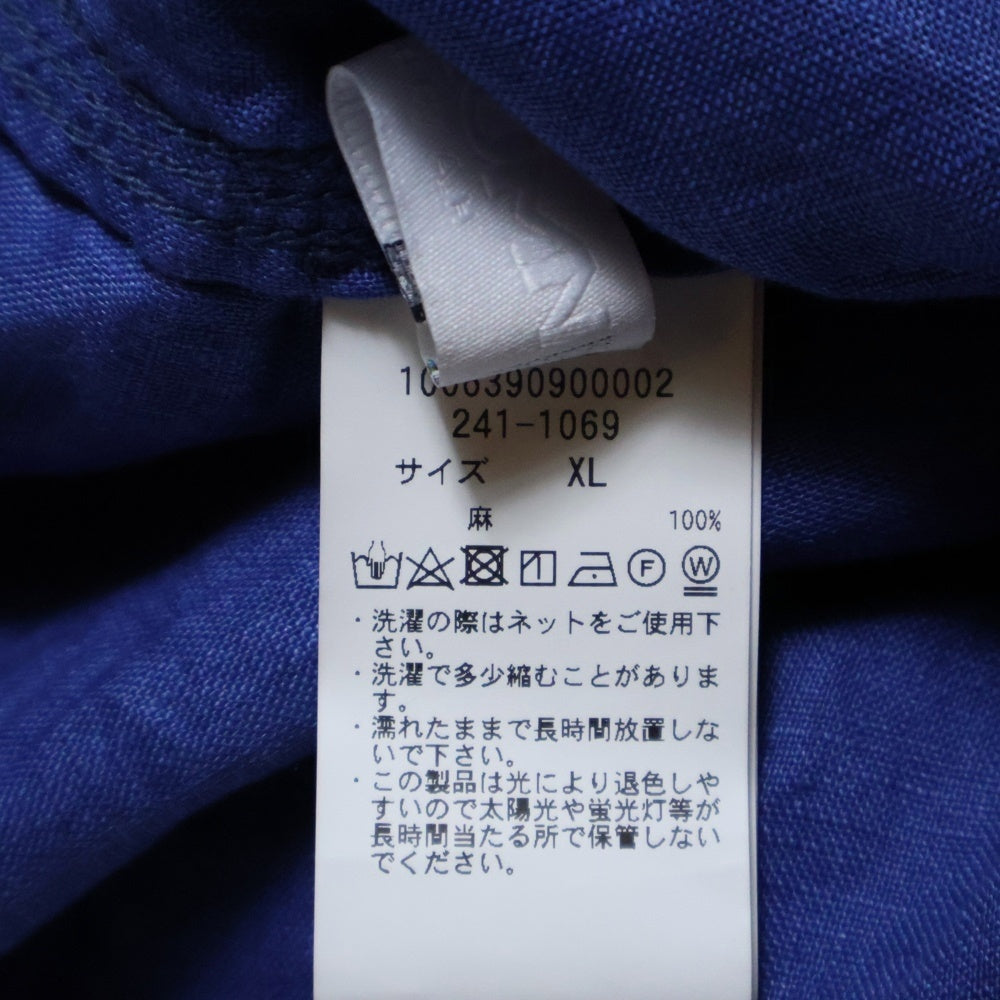 1006390900002
241-1069
サイズ XL
麻 100%
F W
・洗濯の際はネットをご使用下
さい。
・洗濯で多少縮むことがありま
す。
・濡れたままで長時間放置しな
いで下さい。
・この製品は光により退色しや
すいので太陽光や蛍光灯等が
長時間当たる所で保管しない
でください。